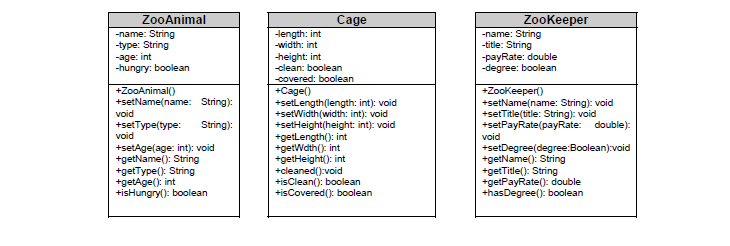 ZooAnimal
-name: String
-type: String
-age: int
-hungry: boolean
+ZooAnimal()
+setName(name: String):
void
+setType(type: String):
void
+setAge(age: int): void
+getName(): String
+getType(): String
+getAge(): int
+isHungry(): boolean
Cage
-length: int
-width: int
-height: int
-clean: boolean
-covered: boolean
+Cage()
+setLength(length: int): void
+setWidth(width: int): void
+setHeight(height: int): void
+getLength(): int
+getWdth(): int
+getHeight(): int
+cleaned():void
+isClean(): boolean
+isCovered(): boolean
ZooKeeper
-name: String
-title: String
-payRate: double
-degree: boolean
+ZooKeeper()
+setName(name: String): void
+setTitle(title: String): void
+setPayRate(payRate: double):
void
+setDegree(degree:Boolean):void
+getName(): String
+getTitle(): String
+getPayRate(): double
+hasDegree(): boolean